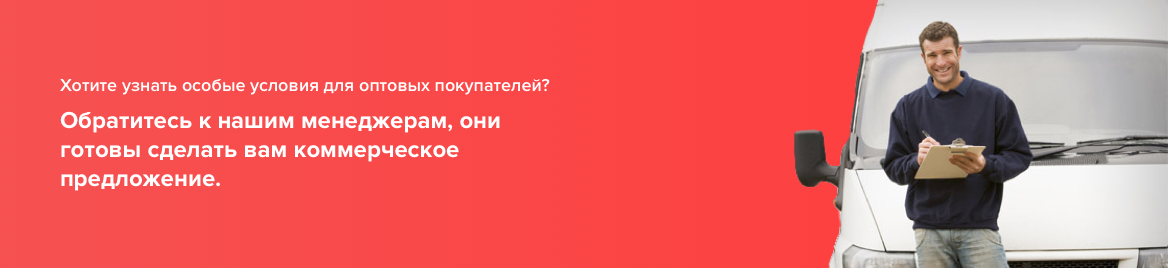 Хотите узнать особые условия для оптовых покупателей?
Обратитесь к нашим менеджерам, они
готовы сделать вам коммерческое
предложение.